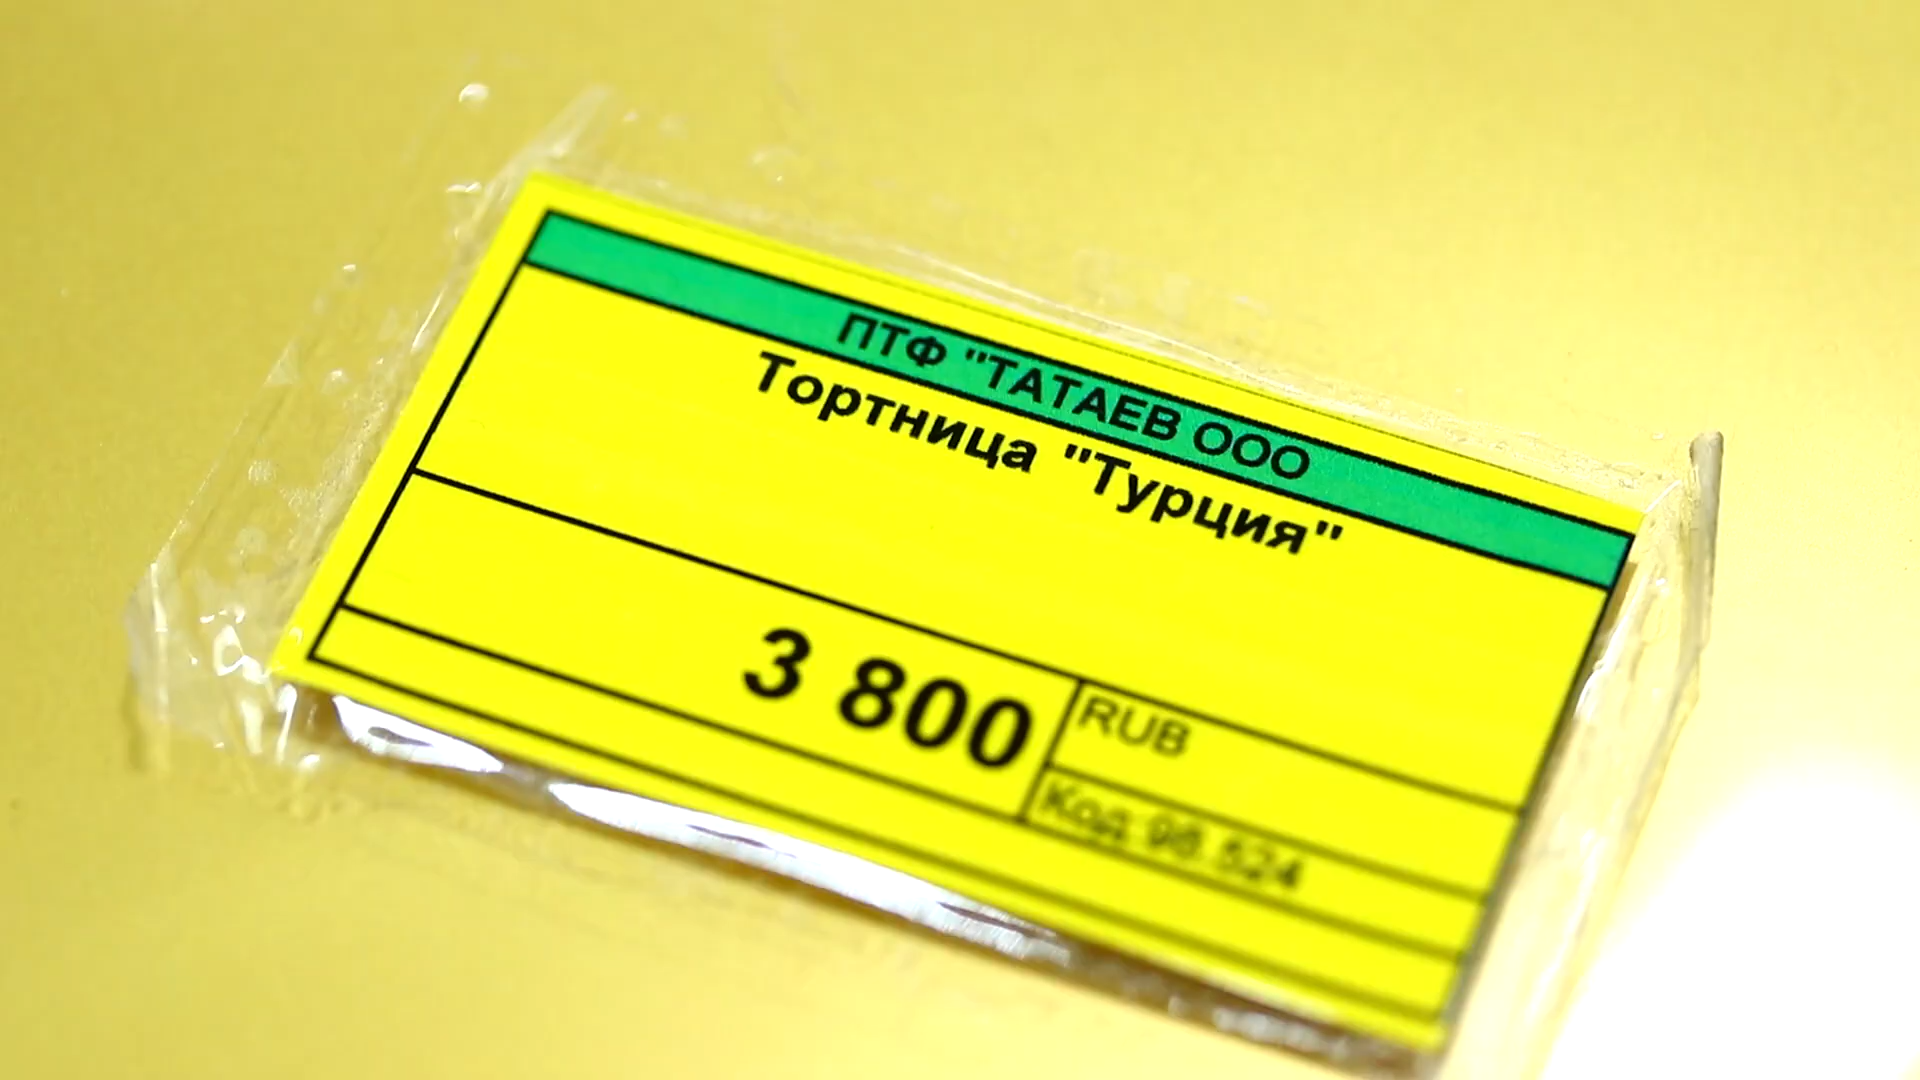 ПТФ "ТАТАЕВ ООО
Тортница "Турция"
3 800
RUB
Код 98 524